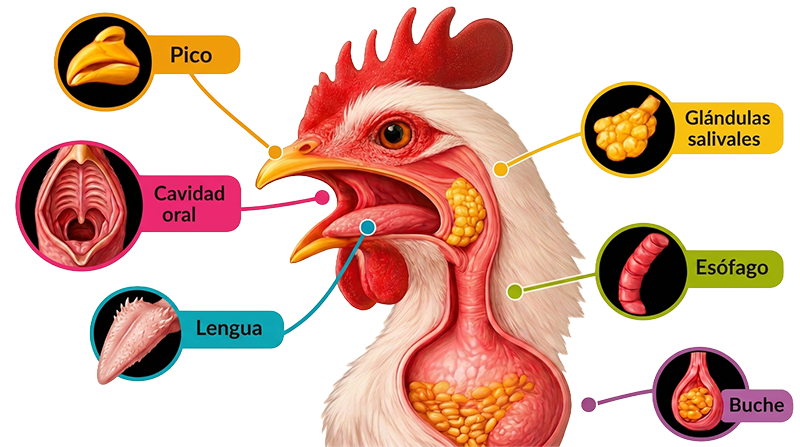 Pico
Cavidad
oral
Lengua
Glándulas
salivales
Esófago
Buche